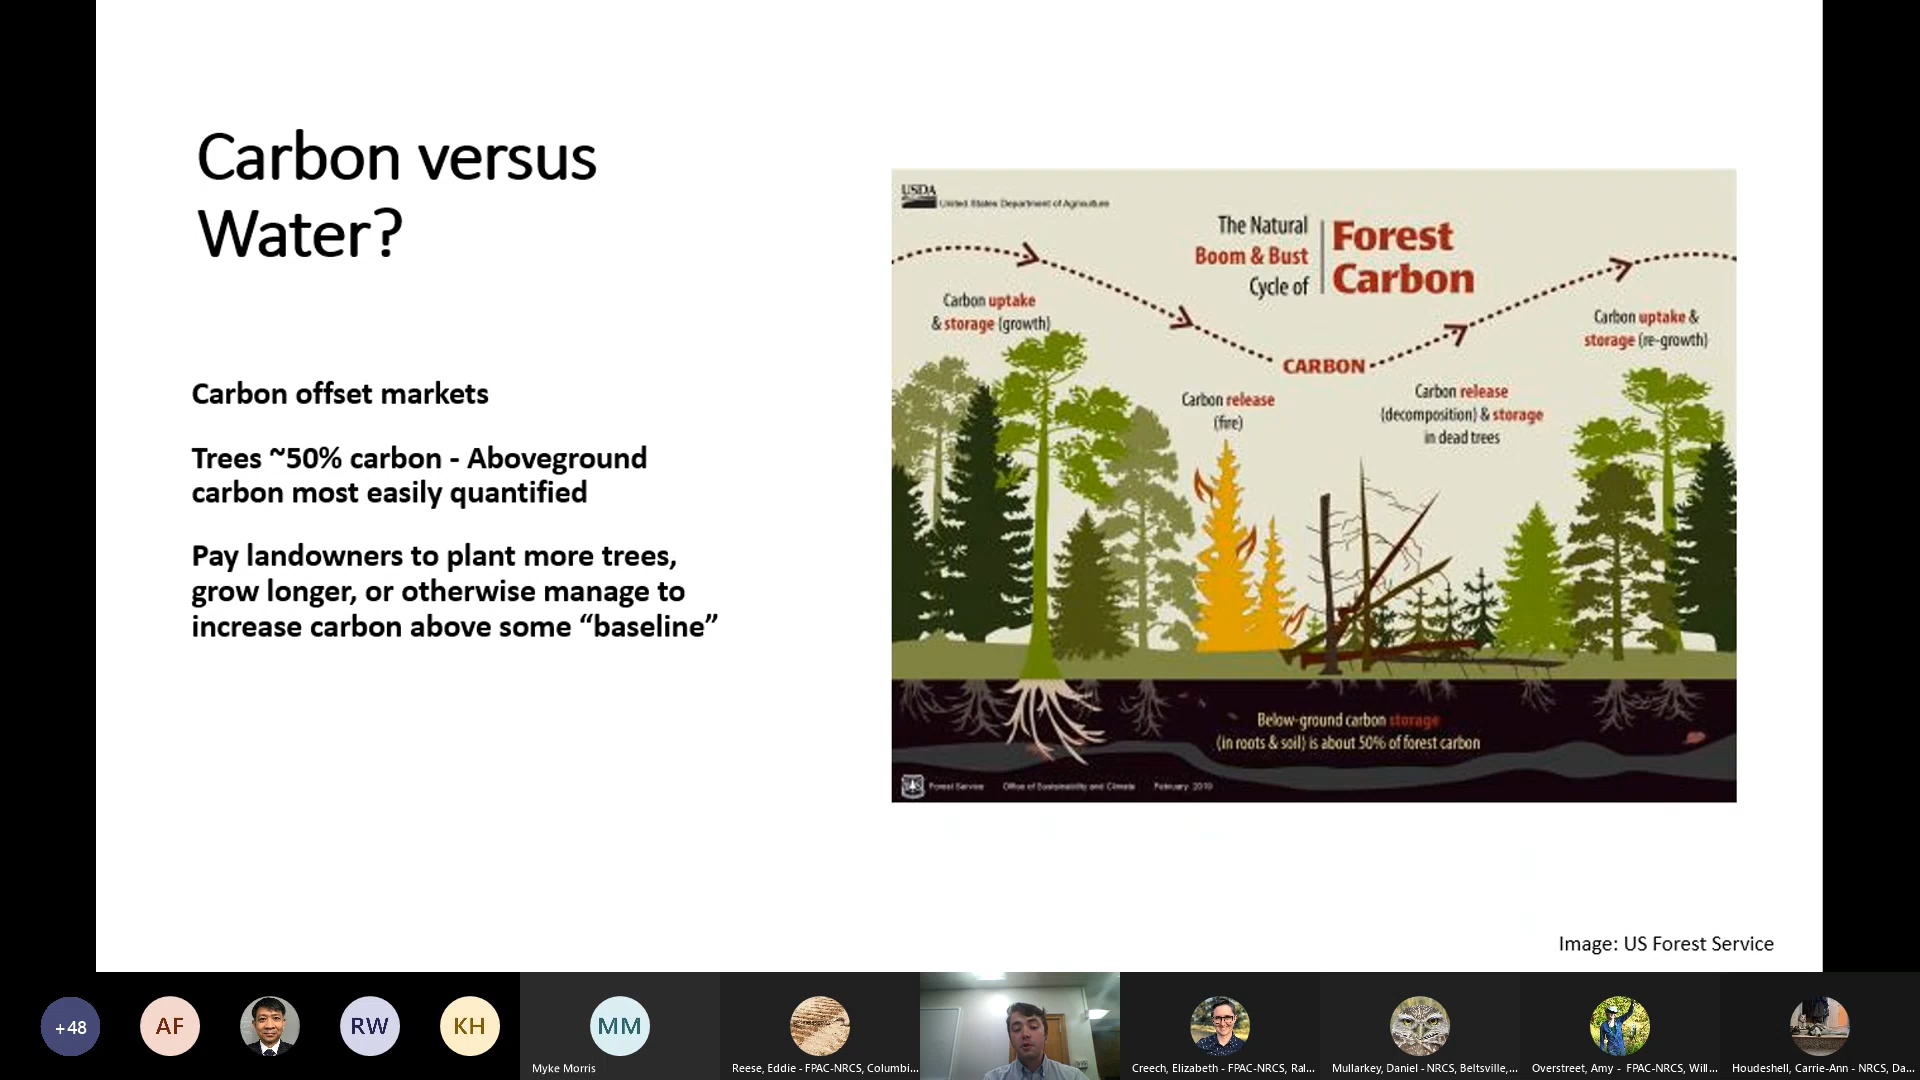 Carbon versus
Water?
Carbon offset markets
Trees ~50% carbon - Aboveground
carbon most easily quantified
Pay landowners to plant more trees,
grow longer, or otherwise manage to
increase carbon above some “baseline”
USDA
United States Department of Agriculture
The Natural
Boom & Bust
Cycle of
Forest
Carbon
Carbon uptake
& storage (growth)
CARBON
Carbon release
(fire)
Carbon release
(decomposition) & storage
in dead trees
Carbon uptake &
storage (re-growth)
Below-ground carbon storage
(in roots & soil) is about 50% of forest carbon
Forest Service
Office of Sustainability and Climate
February 2019
Image: US Forest Service
+48
AF
RW
KH
MM
Myke Morris
Reese, Eddie - FPAC-NRCS, Columbi...
Creech, Elizabeth - FPAC-NRCS, Ral...
Mullarkey, Daniel - NRCS, Beltsville,...
Overstreet, Amy - FPAC-NRCS, Will...
Houdeshell, Carrie-Ann - NRCS, Da...